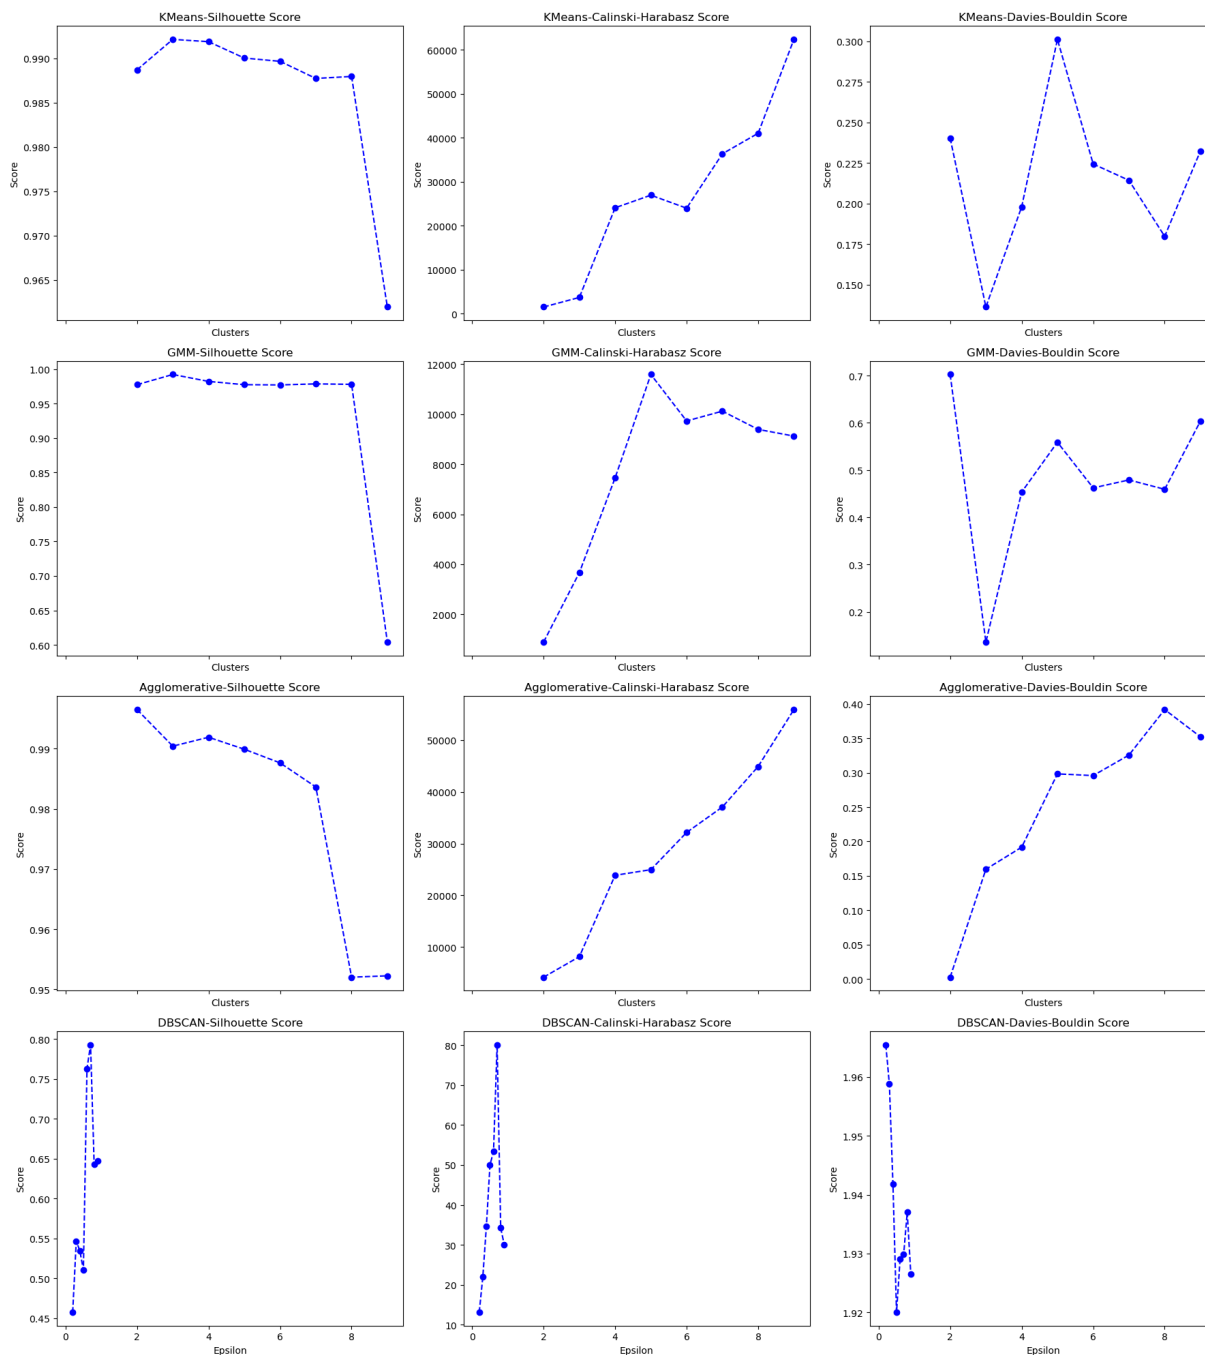 KMeans-Silhouette Score
KMeans-Calinski-Harabasz Score
KMeans-Davies-Bouldin Score
0.990
0.985
0.980
0.975
0.970
0.965
Score
Clusters
60000
50000
40000
30000
20000
10000
0
Score
Clusters
0.300
0.275
0.250
0.225
0.200
0.175
0.150
Score
Clusters
GMM-Silhouette Score
GMM-Calinski-Harabasz Score
GMM-Davies-Bouldin Score
1.00
0.95
0.90
0.85
0.80
0.75
0.70
0.65
0.60
Score
Clusters
12000
10000
8000
6000
4000
2000
Score
Clusters
0.7
0.6
0.5
0.4
0.3
0.2
Score
Clusters
Agglomerative-Silhouette Score
Agglomerative-Calinski-Harabasz Score
Agglomerative-Davies-Bouldin Score
0.99
0.98
0.97
0.96
0.95
Score
Clusters
50000
40000
30000
20000
10000
Score
Clusters
0.40
0.35
0.30
0.25
0.20
0.15
0.10
0.05
0.00
Score
Clusters
DBSCAN-Silhouette Score
DBSCAN-Calinski-Harabasz Score
DBSCAN-Davies-Bouldin Score
0.80
0.75
0.70
0.65
0.60
0.55
0.50
0.45
Score
0 2 4 6 8
Epsilon
80
70
60
50
40
30
20
10
Score
0 2 4 6 8
Epsilon
1.96
1.95
1.94
1.93
1.92
Score
0 2 4 6 8
Epsilon